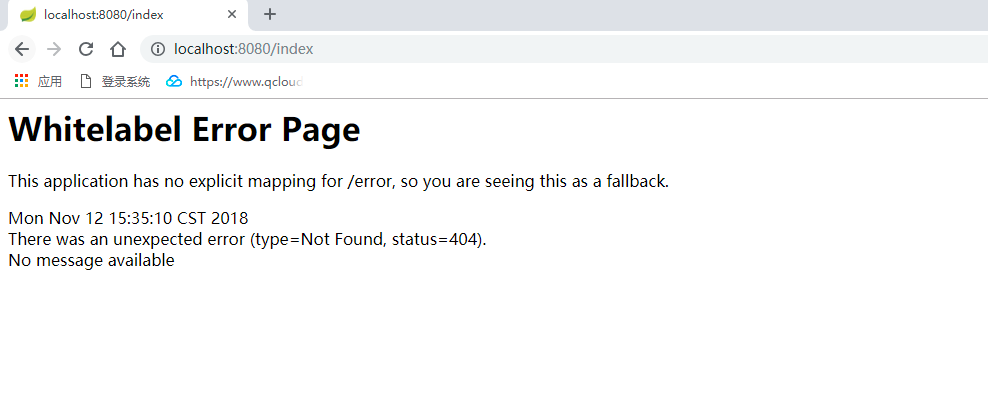 localhost:8080/index
localhost:8080/index
应用 登录系统 https://www.qcloud
Whitelabel Error Page
This application has no explicit mapping for /error, so you are seeing this as a fallback.
Mon Nov 12 15:35:10 CST 2018
There was an unexpected error (type=Not Found, status=404).
No message available